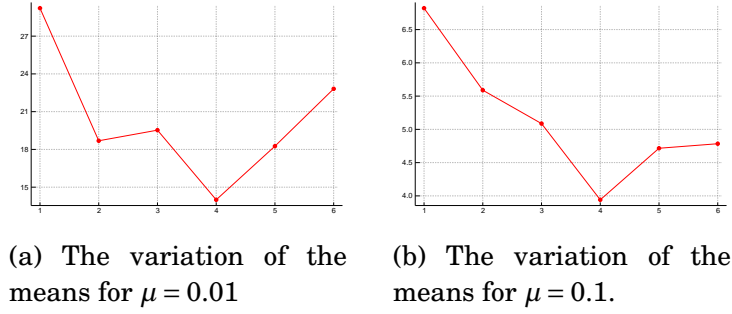 27
24
21
18
15
1 2 3 4 5 6
6.5
6.0
5.5
5.0
4.5
4.0
1 2 3 4 5 6
(a) The variation of the
means for μ = 0.01
(b) The variation of the
means for μ = 0.1.